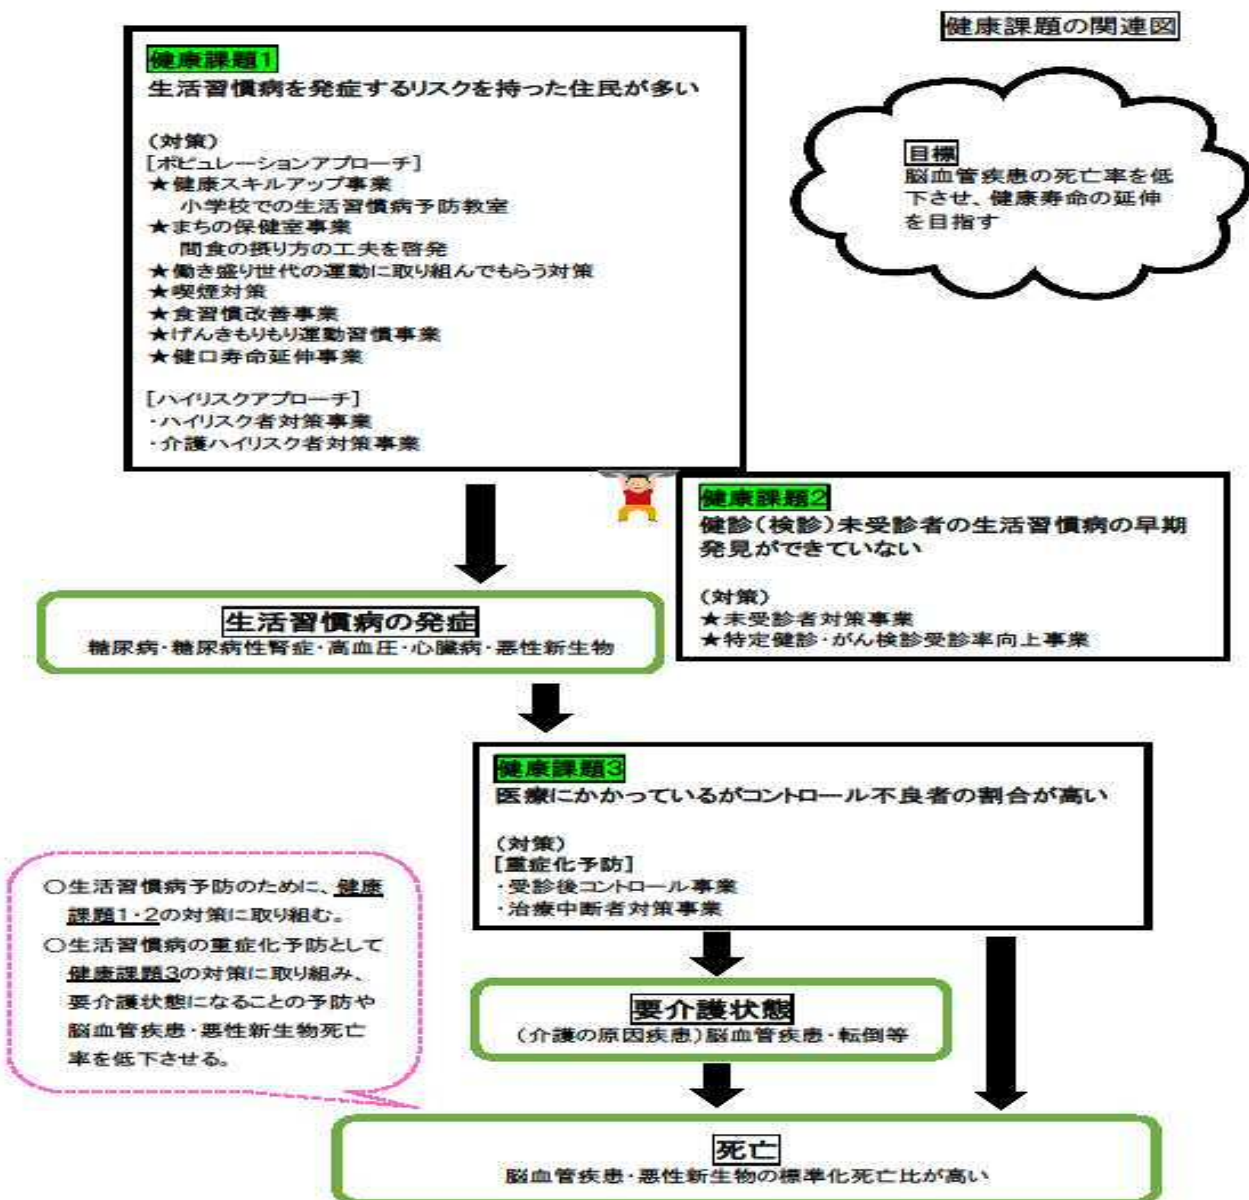 健康課題の関連図
健康課題1
生活習慣病を発症するリスクを持った住民が多い
(対策)
[ポピュレーションアプローチ]
★健康スキルアップ事業
小学校での生活習慣病予防教室
★まちの保健室事業
間食の摂り方の工夫を啓発
★働き盛り世代の運動に取り組んでもらう対策
★喫煙対策
★食習慣改善事業
★げんきもりもり運動習慣事業
★健口寿命延伸事業
[ハイリスクアプローチ]
・ハイリスク者対策事業
・介護ハイリスク者対策事業
目標
脳血管疾患の死亡率を低
下させ、健康寿命の延伸
を目指す
健康課題2
健診(検診)未受診者の生活習慣病の早期
発見ができていない
(対策)
★未受診者対策事業
★特定健診・がん検診受診率向上事業
生活習慣病の発症
糖尿病・糖尿病性腎症・高血圧・心臓病・悪性新生物
健康課題3
医療にかかっているがコントロール不良者の割合が高い
(対策)
[重症化予防]
・受診後コントロール事業
・治療中断者対策事業
○生活習慣病予防のために、健康
課題1・2の対策に取り組む。
○生活習慣病の重症化予防として
健康課題3の対策に取り組み、
要介護状態になることの予防や
脳血管疾患・悪性新生物死亡
率を低下させる。
要介護状態
(介護の原因疾患)脳血管疾患・転倒等
死亡
脳血管疾患・悪性新生物の標準化死亡比が高い